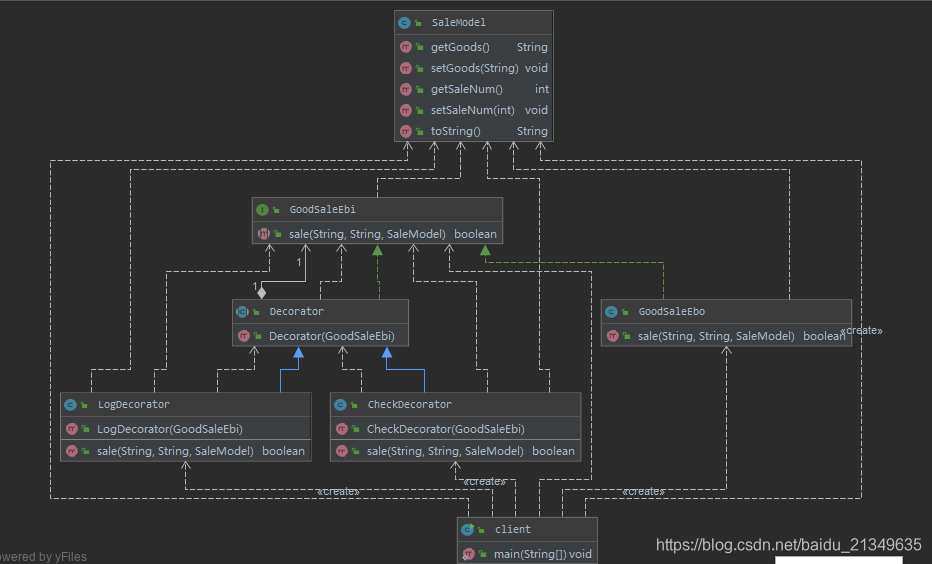 SaleModel
getGoods() String
setGoods(String) void
getSaleNum() int
setSaleNum(int) void
toString() String
GoodSaleEbi
sale(String, String, SaleModel) boolean
1
1
Decorator
Decorator(GoodSaleEbi)
GoodSaleEbo
sale(String, String, SaleModel) boolean
«create»
LogDecorator
LogDecorator(GoodSaleEbi)
sale(String, String, SaleModel) boolean
CheckDecorator
CheckDecorator(GoodSaleEbi)
sale(String, String, SaleModel) boolean
«create»
«create»
«create»
client
main(String[]) void
https://blog.csdn.net/baidu_21349635
owered by yFiles